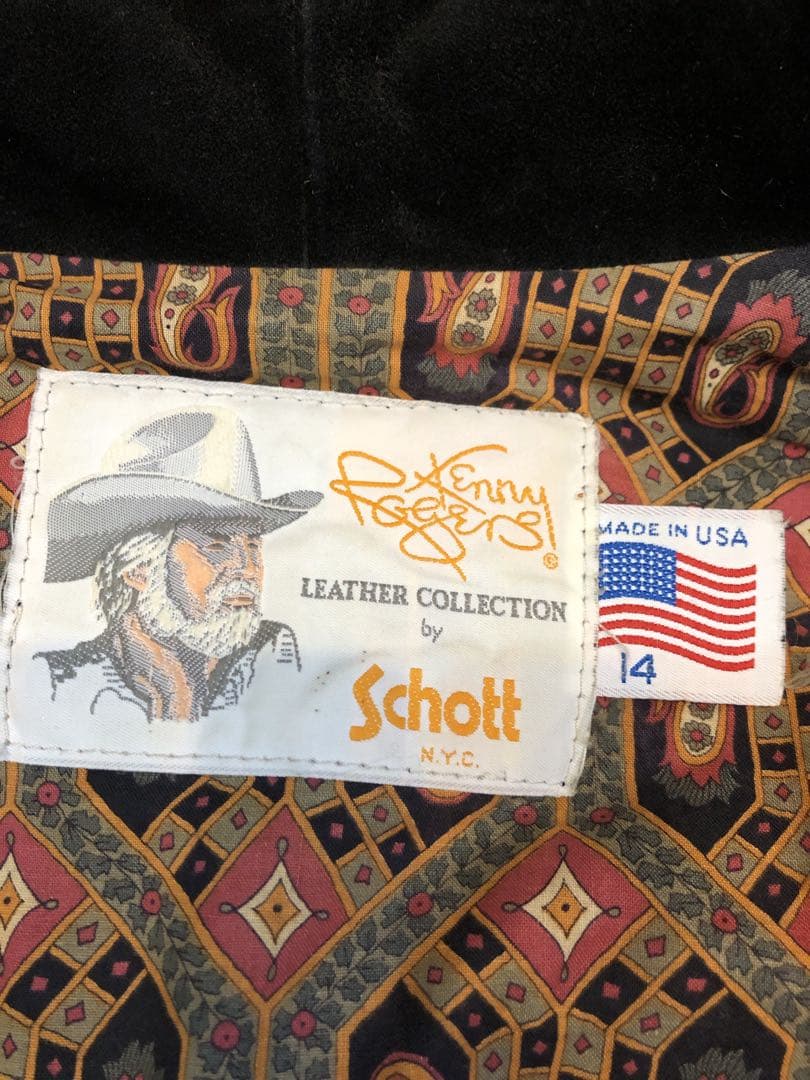 Kenny
Rogers
®
LEATHER COLLECTION
by
Schott
N.Y.C.
MADE IN USA
14